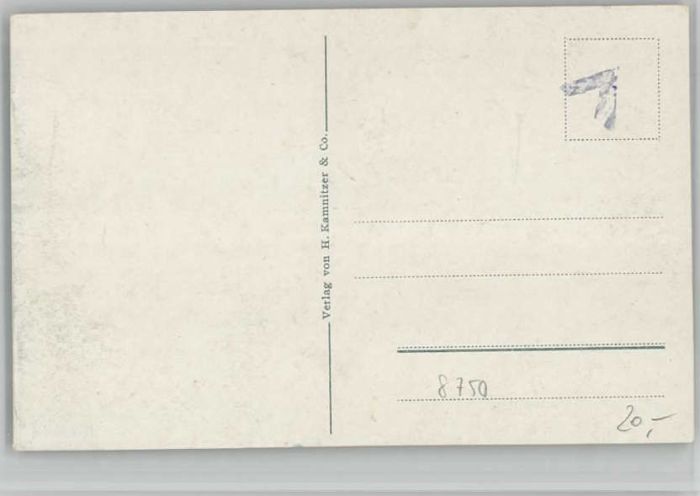 Verlag von H. Kamnitzer & Co.
8750
20,-